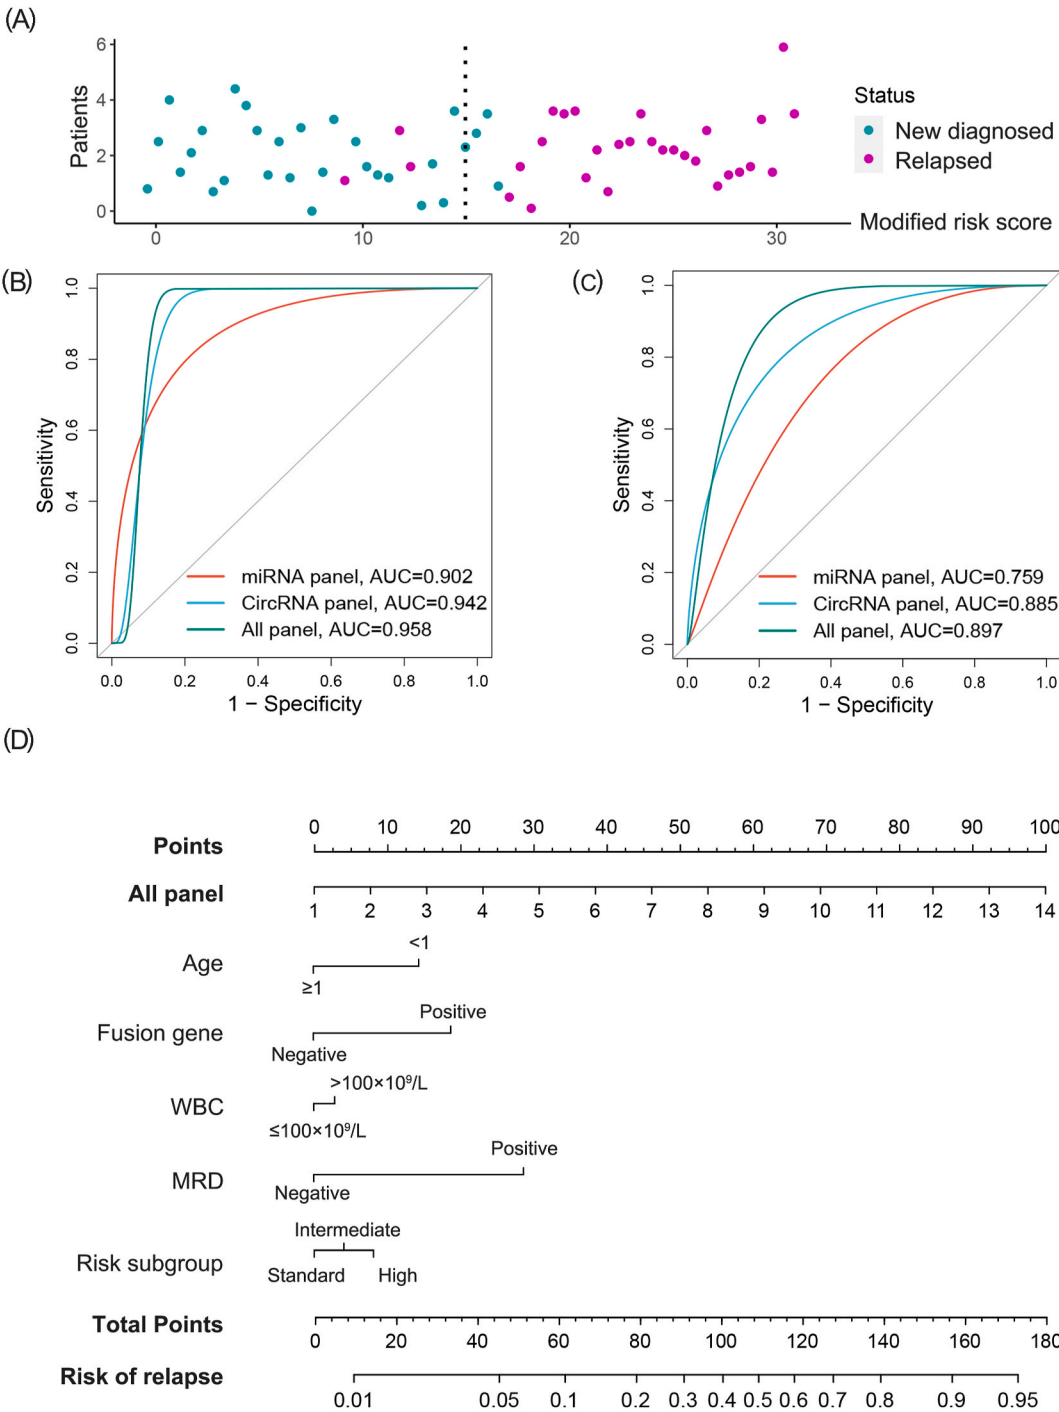 (A)
Patients
6
4
2
0
0 10 20 30
Modified risk score
Status
New diagnosed
Relapsed
(B)
Sensitivity
1.0
0.8
0.6
0.4
0.2
0.0
miRNA panel, AUC=0.902
CircRNA panel, AUC=0.942
All panel, AUC=0.958
0.0 0.2 0.4 0.6 0.8 1.0
1 − Specificity
(C)
Sensitivity
1.0
0.8
0.6
0.4
0.2
0.0
miRNA panel, AUC=0.759
CircRNA panel, AUC=0.885
All panel, AUC=0.897
0.0 0.2 0.4 0.6 0.8 1.0
1 − Specificity
(D)
0 10 20 30 40 50 60 70 80 90 100
Points
All panel
1 2 3 4 5 6 7 8 9 10 11 12 13 14
<1
Age
≥1
Positive
Fusion gene
Negative
>100×10⁹/L
WBC
≤100×10⁹/L
Positive
MRD
Negative
Intermediate
Risk subgroup
Standard High
Total Points
0 20 40 60 80 100 120 140 160 180
Risk of relapse
0.01 0.05 0.1 0.2 0.3 0.4 0.5 0.6 0.7 0.8 0.9 0.95